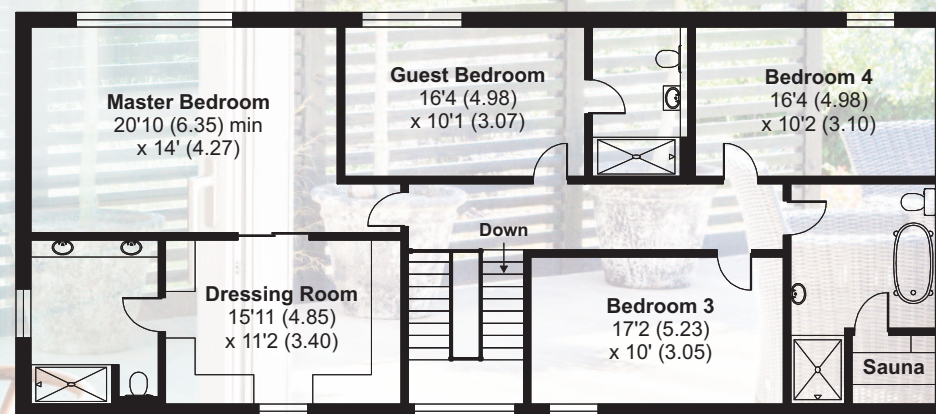 Master Bedroom
20'10 (6.35) min
x 14' (4.27)
Guest Bedroom
16'4 (4.98)
x 10'1 (3.07)
Bedroom 4
16'4 (4.98)
x 10'2 (3.10)
Down
Dressing Room
15'11 (4.85)
x 11'2 (3.40)
Bedroom 3
17'2 (5.23)
x 10' (3.05)
Sauna